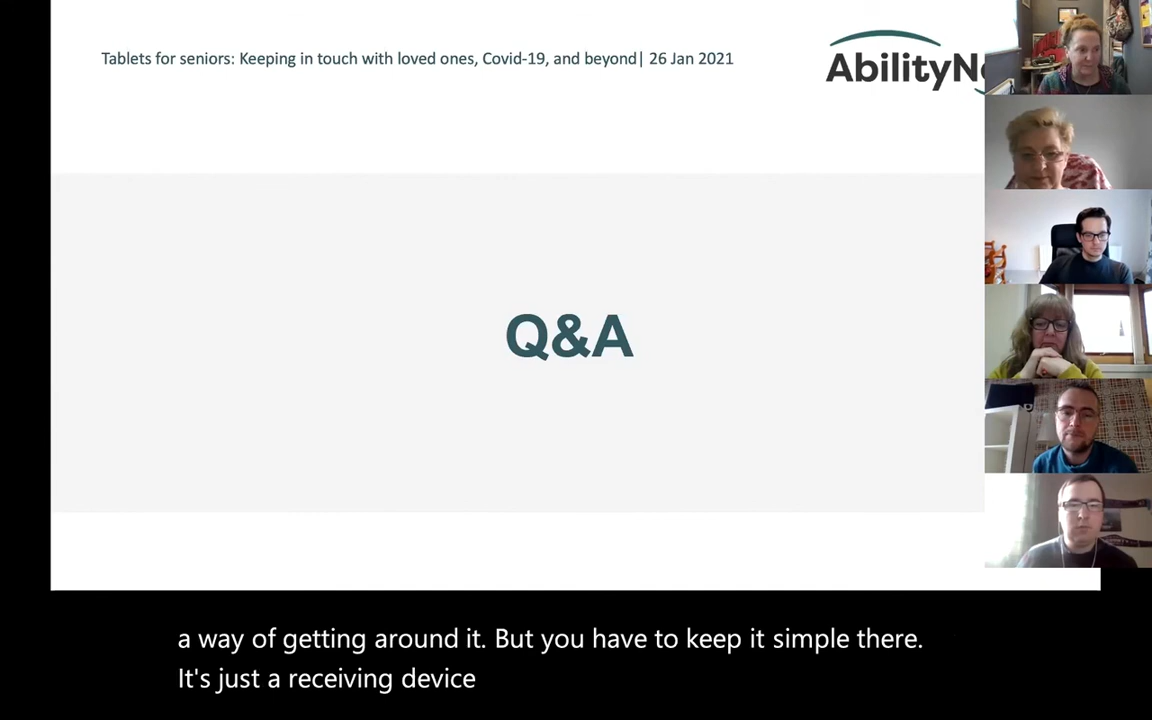 Tablets for seniors: Keeping in touch with loved ones, Covid-19, and beyond| 26 Jan 2021
Q&A
a way of getting around it. But you have to keep it simple there.
It's just a receiving device